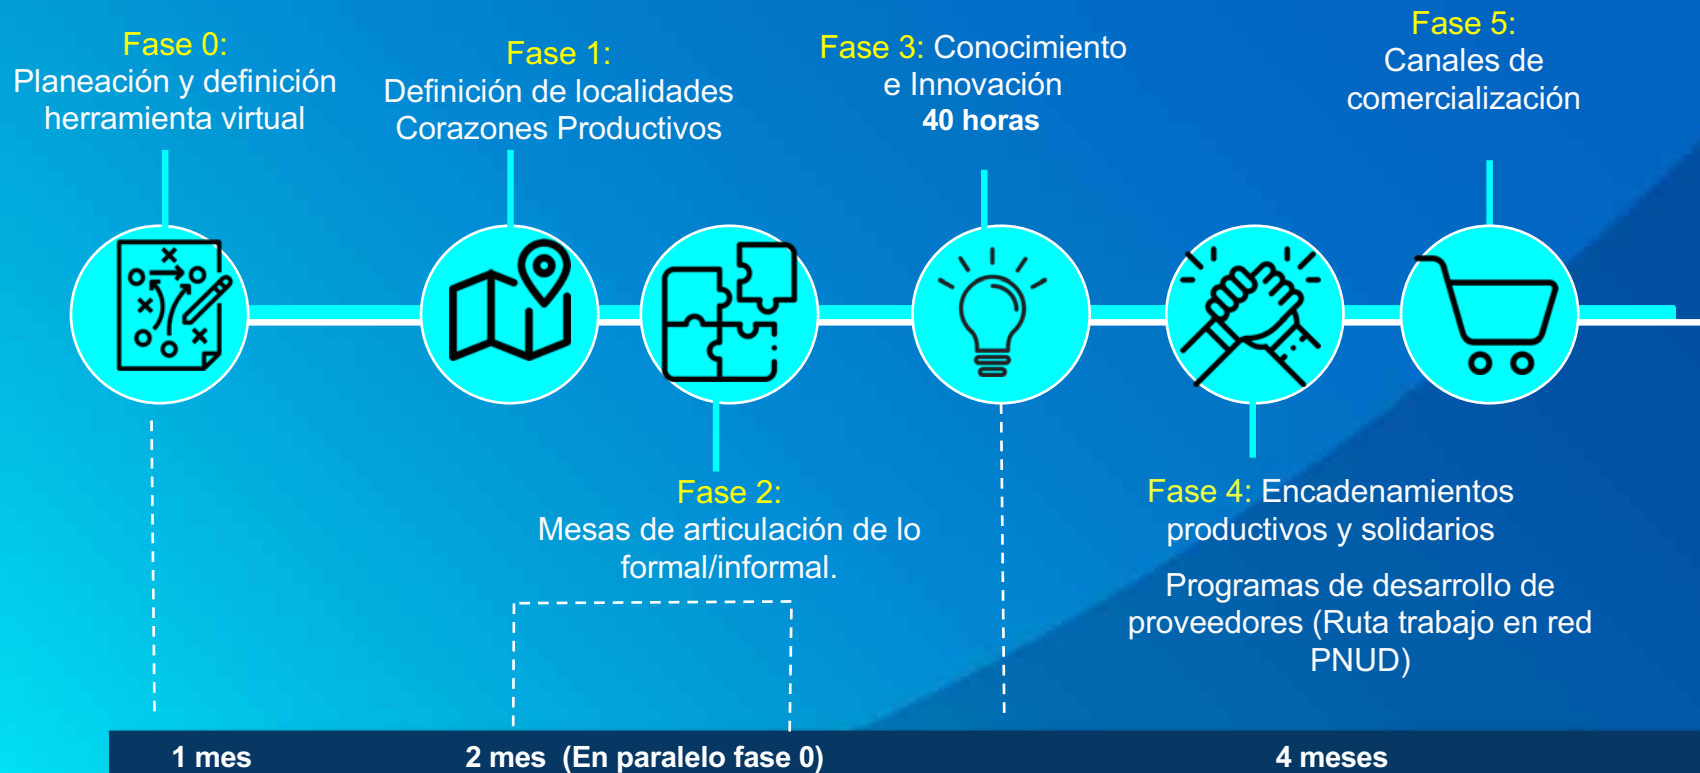 Fase 0:
Planeación y definición
herramienta virtual
Fase 1:
Definición de localidades
Corazones Productivos
Fase 3: Conocimiento
e Innovación
40 horas
Fase 5:
Canales de
comercialización
Fase 2:
Mesas de articulación de lo
formal/informal.
Fase 4: Encadenamientos
productivos y solidarios
Programas de desarrollo de
proveedores (Ruta trabajo en red
PNUD)
1 mes
2 mes (En paralelo fase 0)
4 meses